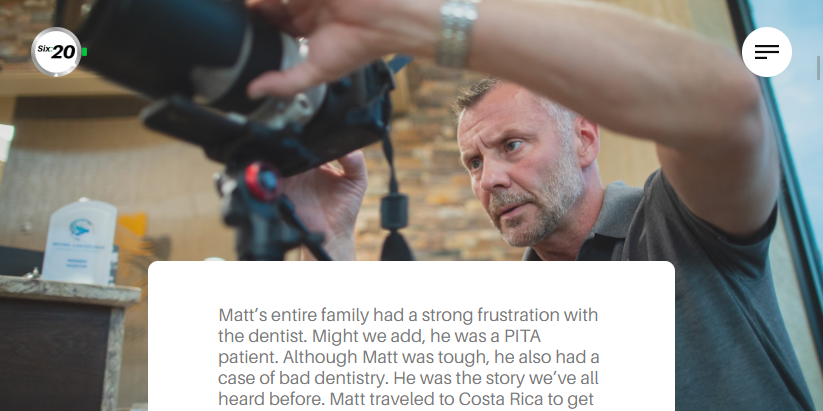 Six:20
Matt’s entire family had a strong frustration with
the dentist. Might we add, he was a PITA
patient. Although Matt was tough, he also had a
case of bad dentistry. He was the story we’ve all
heard before. Matt traveled to Costa Rica to get